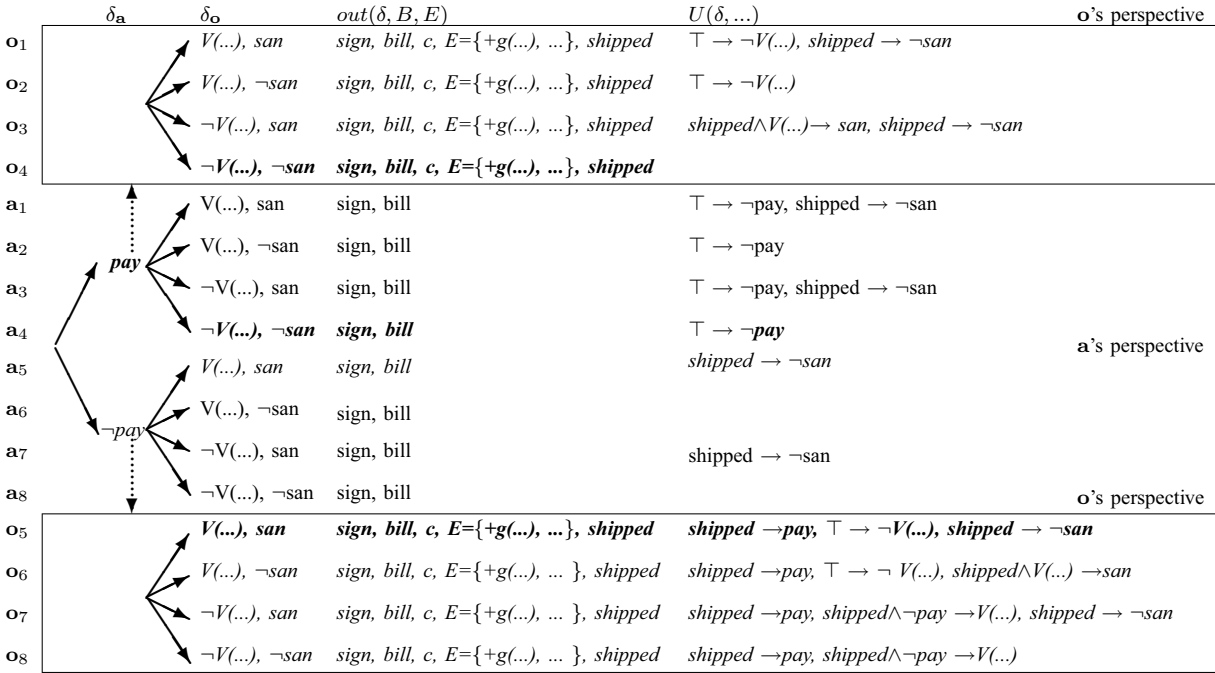 δa δo out(δ, B, E) U(δ, ...) o's perspective
o1 V(...), san sign, bill, c, E={+g(...), ...}, shipped ⊤ → ¬V(...), shipped → ¬san
o2 V(...), ¬san sign, bill, c, E={+g(...), ...}, shipped ⊤ → ¬V(...)
o3 ¬V(...), san sign, bill, c, E={+g(...), ...}, shipped shipped∧V(...)→ san, shipped → ¬san
o4 ¬V(...), ¬san sign, bill, c, E={+g(...), ...}, shipped
a1 V(...), san sign, bill ⊤ → ¬pay, shipped → ¬san
a2 V(...), ¬san sign, bill ⊤ → ¬pay
pay
a3 ¬V(...), san sign, bill ⊤ → ¬pay, shipped → ¬san
a4 ¬V(...), ¬san sign, bill ⊤ → ¬pay
a's perspective
a5 V(...), san sign, bill shipped → ¬san
a6 V(...), ¬san sign, bill
¬pay
a7 ¬V(...), san sign, bill shipped → ¬san
a8 ¬V(...), ¬san sign, bill
o's perspective
o5 V(...), san sign, bill, c, E={+g(...), ...}, shipped shipped →pay, ⊤ → ¬V(...), shipped → ¬san
o6 V(...), ¬san sign, bill, c, E={+g(...), ... }, shipped shipped →pay, ⊤ → ¬ V(...), shipped∧V(...) →san
o7 ¬V(...), san sign, bill, c, E={+g(...), ... }, shipped shipped →pay, shipped∧¬pay →V(...), shipped → ¬san
o8 ¬V(...), ¬san sign, bill, c, E={+g(...), ... }, shipped shipped →pay, shipped∧¬pay →V(...)